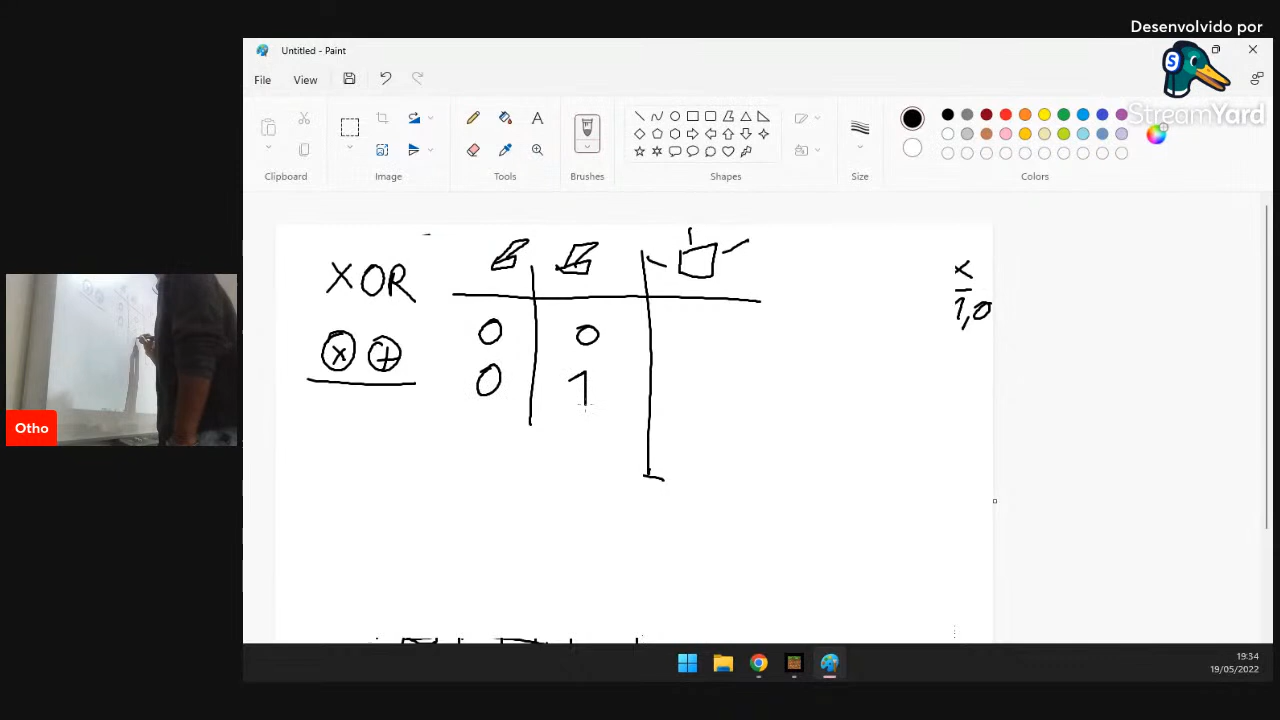 Desenvolvido por
StreamYard
Untitled - Paint
File
View
Clipboard
Image
Tools
Brushes
Shapes
Size
Colors
XOR
0 0
0 1
x
1,0
Otho
19:34
19/05/2022